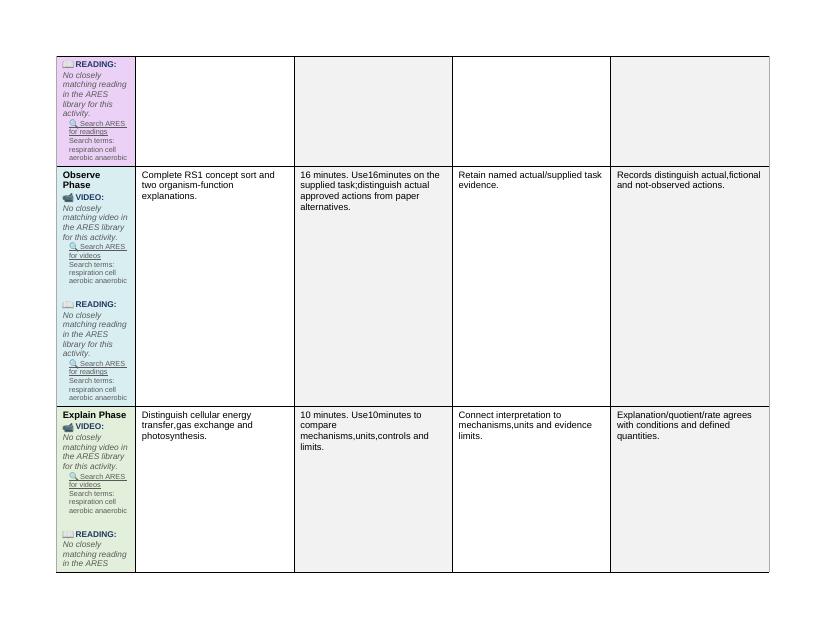 📖 READING:
No closely
matching reading
in the ARES
library for this
activity.
🔍 Search ARES
for readings
Search terms:
respiration cell
aerobic anaerobic
Observe
Phase
📹 VIDEO:
No closely
matching video in
the ARES library
for this activity.
🔍 Search ARES
for videos
Search terms:
respiration cell
aerobic anaerobic
📖 READING:
No closely
matching reading
in the ARES
library for this
activity.
🔍 Search ARES
for readings
Search terms:
respiration cell
aerobic anaerobic
Complete RS1 concept sort and
two organism-function
explanations.
16 minutes. Use16minutes on the
supplied task;distinguish actual
approved actions from paper
alternatives.
Retain named actual/supplied task
evidence.
Records distinguish actual,fictional
and not-observed actions.
Explain Phase
📹 VIDEO:
No closely
matching video in
the ARES library
for this activity.
🔍 Search ARES
for videos
Search terms:
respiration cell
aerobic anaerobic
📖 READING:
No closely
matching reading
in the ARES
Distinguish cellular energy
transfer,gas exchange and
photosynthesis.
10 minutes. Use10minutes to
compare
mechanisms,units,controls and
limits.
Connect interpretation to
mechanisms,units and evidence
limits.
Explanation/quotient/rate agrees
with conditions and defined
quantities.